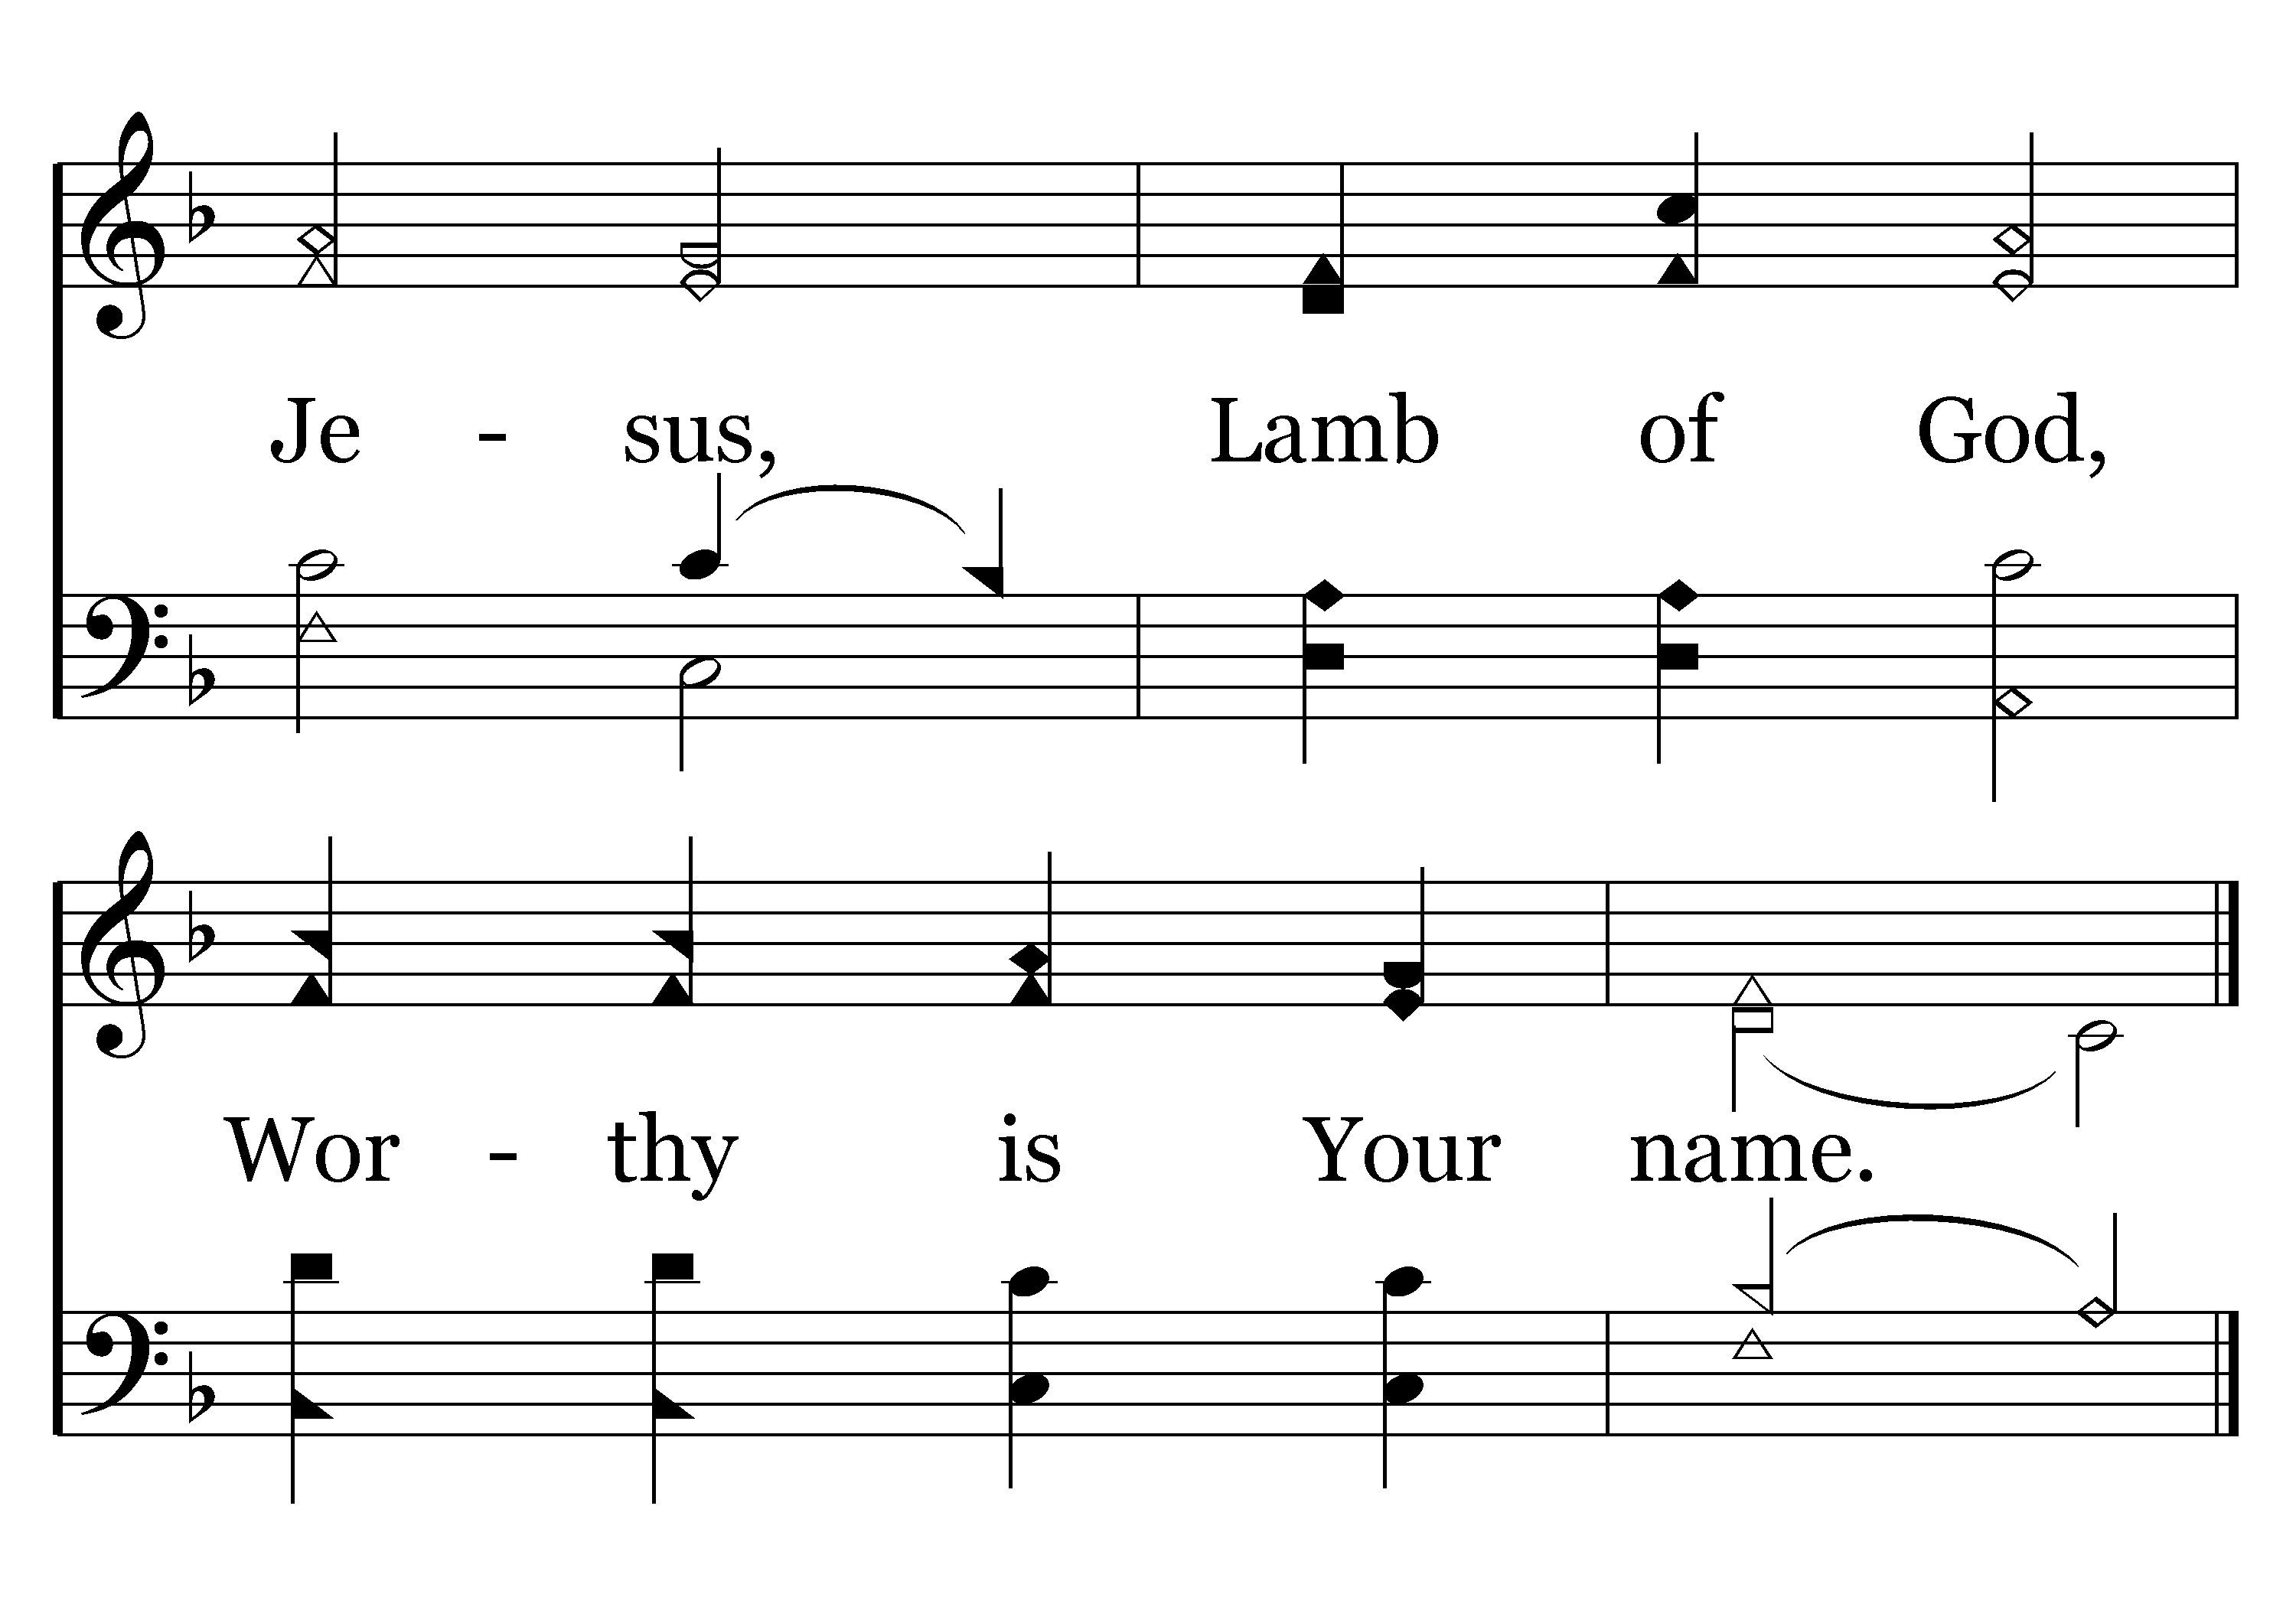 Je - sus, Lamb of God,
Wor - thy is Your name.